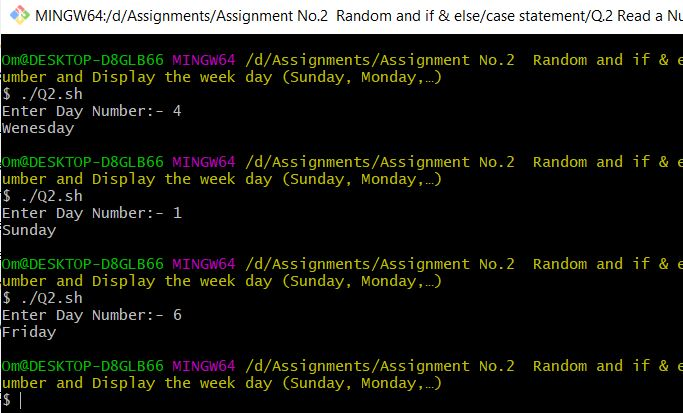 MINGW64:/d/Assignments/Assignment No.2  Random and if & else/case statement/Q.2 Read a Nu
Om@DESKTOP-D8GLB66 MINGW64 /d/Assignments/Assignment No.2  Random and if & e
umber and Display the week day (Sunday, Monday,…)
$ ./Q2.sh
Enter Day Number:- 4
Wenesday
Om@DESKTOP-D8GLB66 MINGW64 /d/Assignments/Assignment No.2  Random and if & e
umber and Display the week day (Sunday, Monday,…)
$ ./Q2.sh
Enter Day Number:- 1
Sunday
Om@DESKTOP-D8GLB66 MINGW64 /d/Assignments/Assignment No.2  Random and if & e
umber and Display the week day (Sunday, Monday,…)
$ ./Q2.sh
Enter Day Number:- 6
Friday
Om@DESKTOP-D8GLB66 MINGW64 /d/Assignments/Assignment No.2  Random and if & e
umber and Display the week day (Sunday, Monday,…)
$